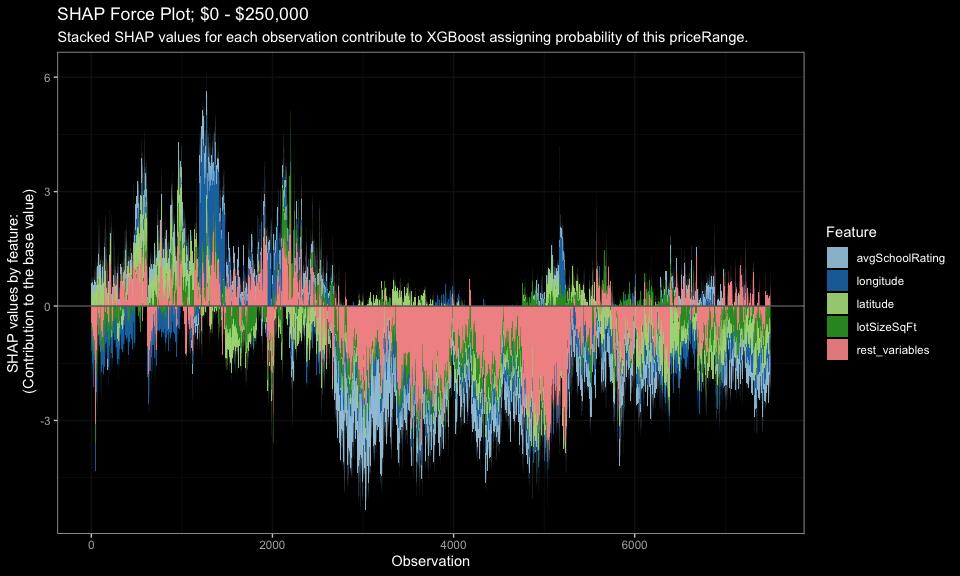 SHAP Force Plot; $0 - $250,000
Stacked SHAP values for each observation contribute to XGBoost assigning probability of this priceRange.
SHAP values by feature:
(Contribution to the base value)
6
3
0
-3
0
2000
4000
6000
Observation
Feature
avgSchoolRating
longitude
latitude
lotSizeSqFt
rest_variables